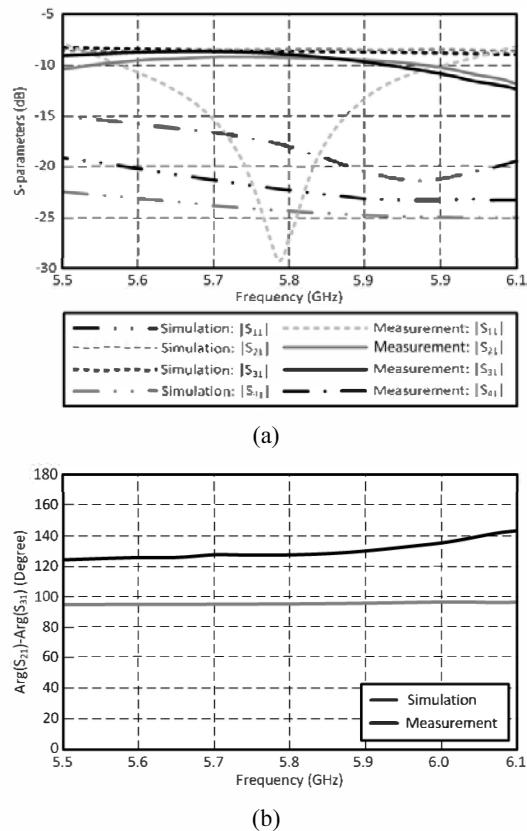 -5
-10
-15
-20
-25
-30
S-parameters (dB)
5.5 5.6 5.7 5.8 5.9 5.9 6.1
Frequency (GHz)
Simulation: |S₁₁| Measurement: |S₁₁|
Simulation: |S₂₁| Measurement: |S₂₁|
Simulation: |S₃₁| Measurement: |S₃₁|
Simulation: |S₄₁| Measurement: |S₄₁|
(a)
180
160
140
120
100
80
60
40
20
0
Arg(S₂₁)-Arg(S₃₁) (Degree)
Simulation
Measurement
5.5 5.6 5.7 5.8 5.9 6.0 6.1
Frequency (GHz)
(b)